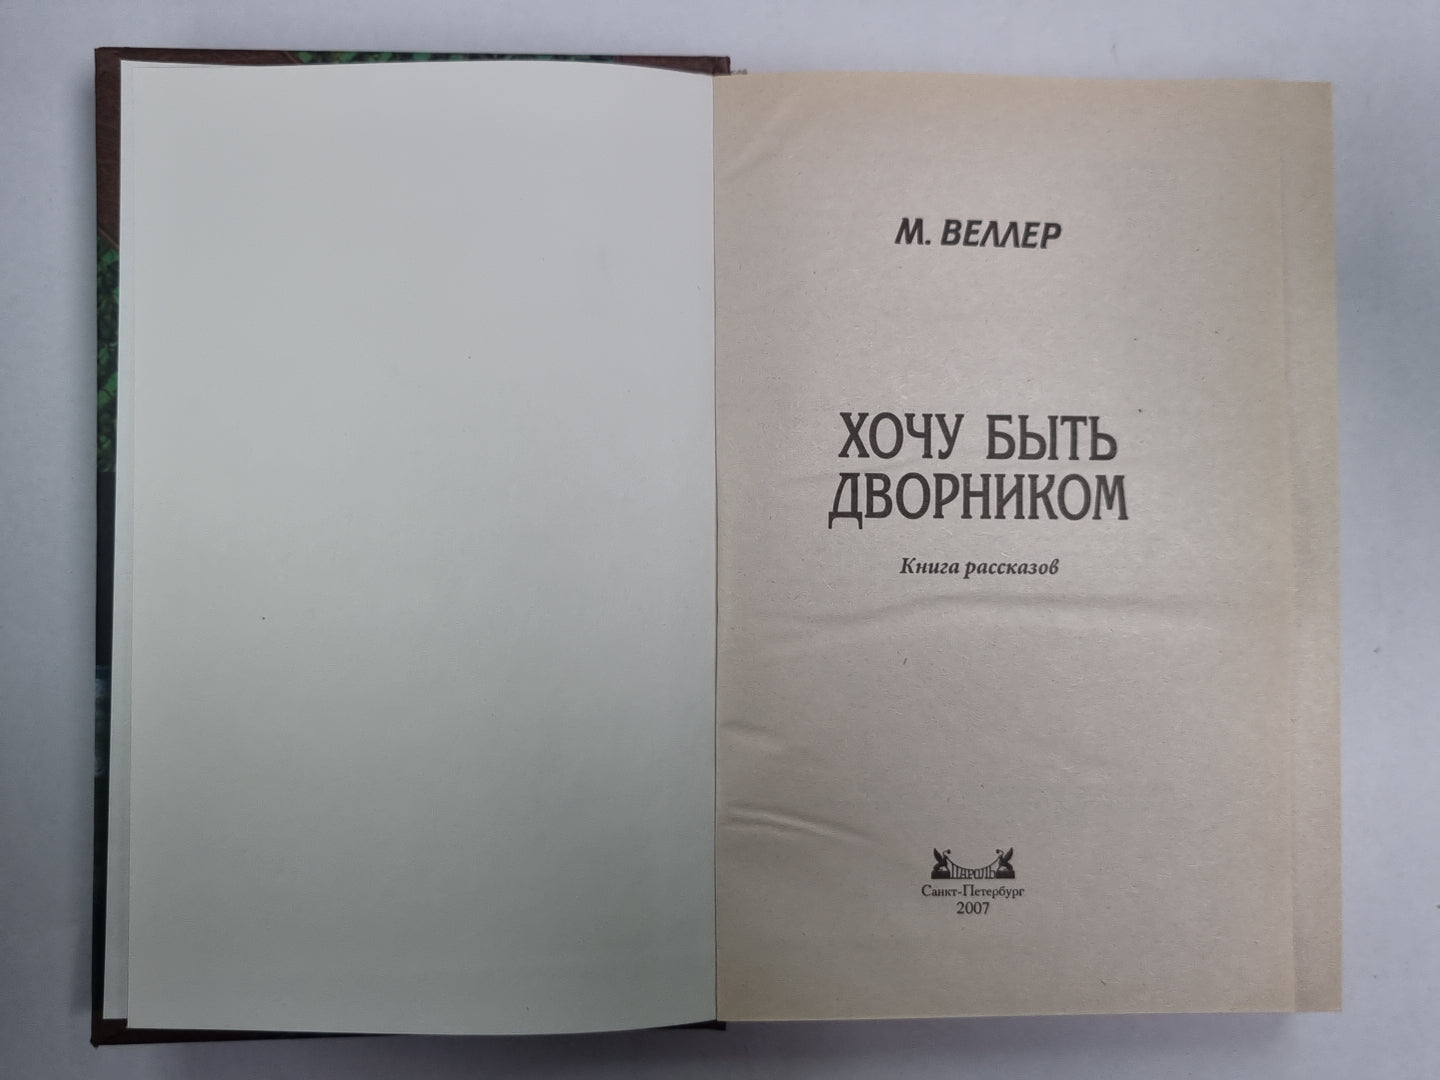 М. ВЕЛЛЕР
ХОЧУ БЫТЬ
ДВОРНИКОМ
Книга рассказов
ПАРОЛЬ
Санкт-Петербург
2007